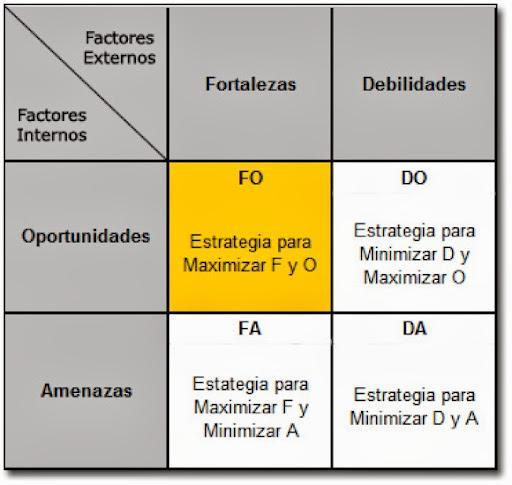 Factores
Externos
Factores
Internos
Fortalezas
Debilidades
Oportunidades
FO
Estrategia para
Maximizar F y O
DO
Estrategia para
Minimizar D y
Maximizar O
Amenazas
FA
Estategia para
Maximizar F y
Minimizar A
DA
Estrategia para
Minimizar D y A